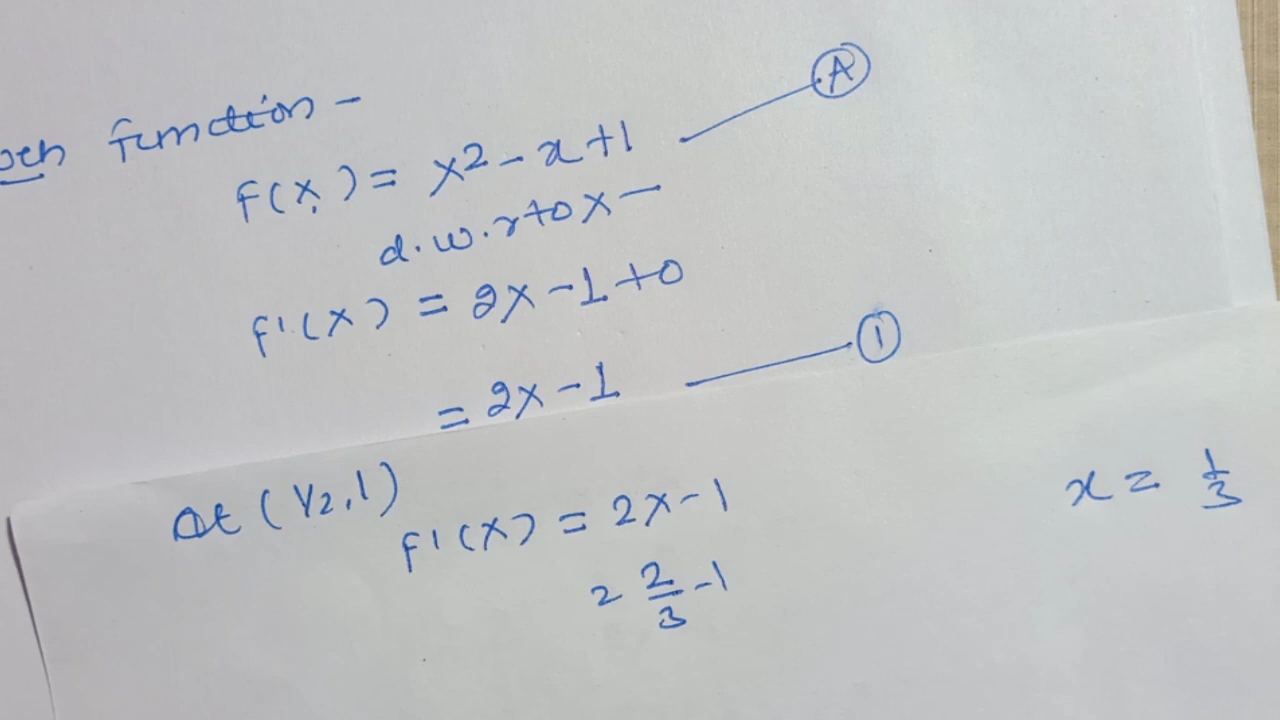 function -
f(x) = x2 - x + 1 A
d.w.r to x -
f'(x) = 2x - 1 + 0
= 2x - 1 1
At (1/2, 1)
f'(x) = 2x - 1 x = 1/3
= 2/3 - 1